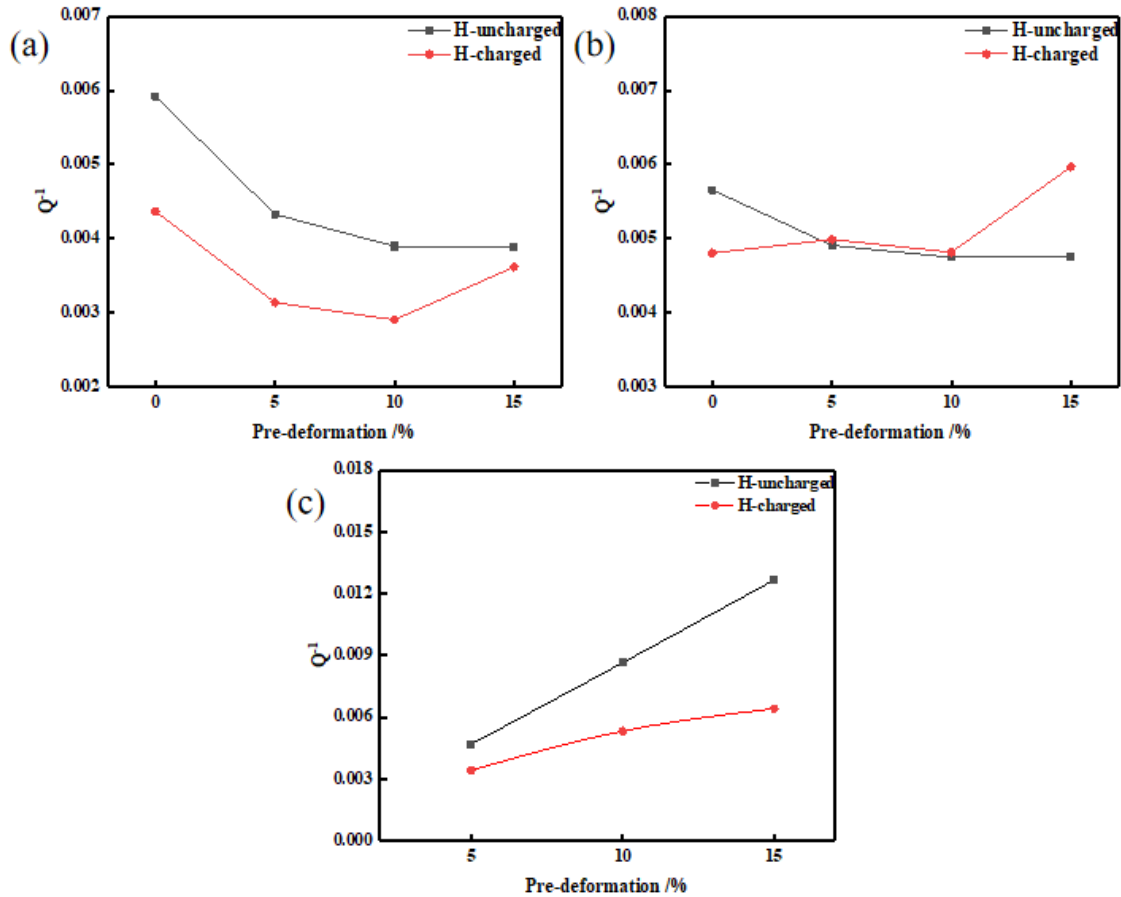 (a)
H-uncharged
H-charged
0.007
0.006
0.005
0.004
0.003
0.002
Q⁻¹
0
5
10
15
Pre-deformation /%
(b)
H-uncharged
H-charged
0.008
0.007
0.006
0.005
0.004
0.003
Q⁻¹
0
5
10
15
Pre-deformation /%
(c)
H-uncharged
H-charged
0.018
0.015
0.012
0.009
0.006
0.003
0.000
Q⁻¹
5
10
15
Pre-deformation /%